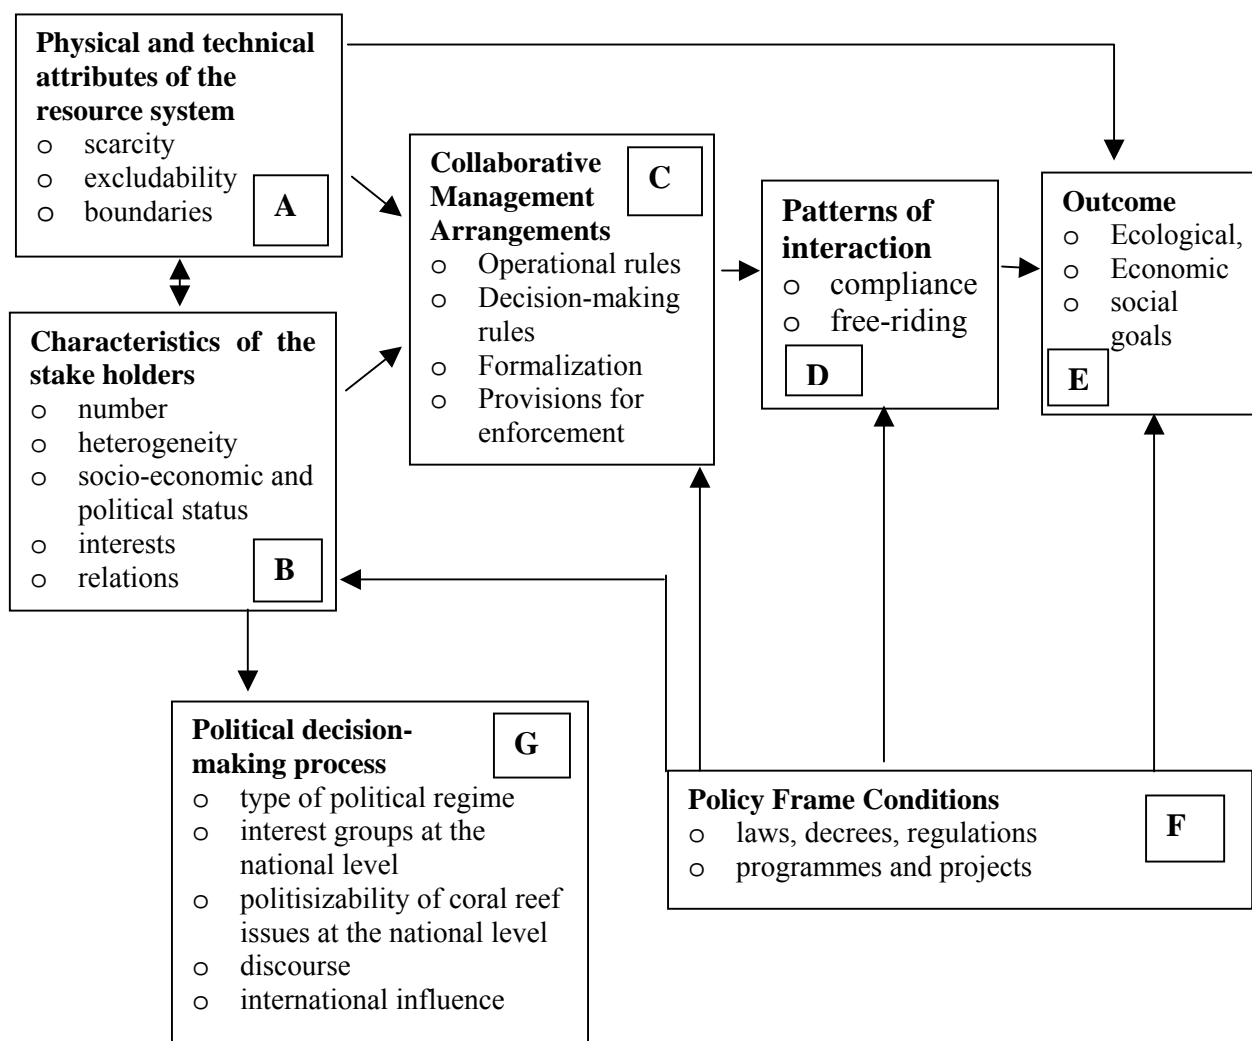 Physical and technical
attributes of the
resource system
o scarcity
o excludability
o boundaries
A
Collaborative
Management
Arrangements
o Operational rules
o Decision-making
rules
o Formalization
o Provisions for
enforcement
C
Patterns of
interaction
o compliance
o free-riding
D
Outcome
o Ecological,
o Economic
o social
goals
E
Characteristics of the
stake holders
o number
o heterogeneity
o socio-economic and
political status
o interests
o relations
B
Political decision-
making process
o type of political regime
o interest groups at the
national level
o politisizability of coral reef
issues at the national level
o discourse
o international influence
G
Policy Frame Conditions
o laws, decrees, regulations
o programmes and projects
F